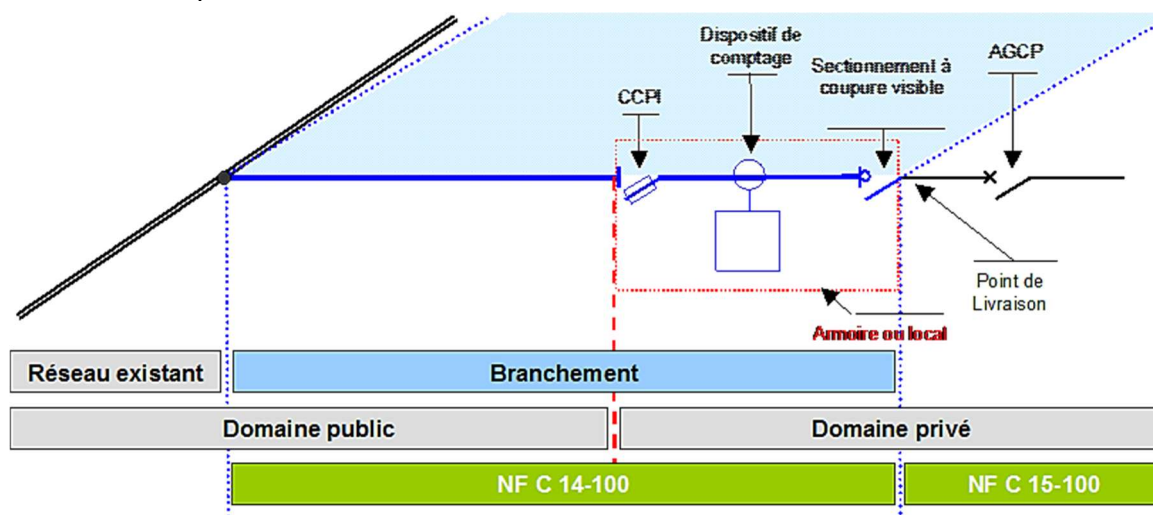 Dispositif de
comptage
Sectionnement à
coupure visible
AGCP
CCPI
Point de
Livraison
Armoire ou local
Réseau existant
Branchement
Domaine public
Domaine privé
NF C 14-100
NF C 15-100